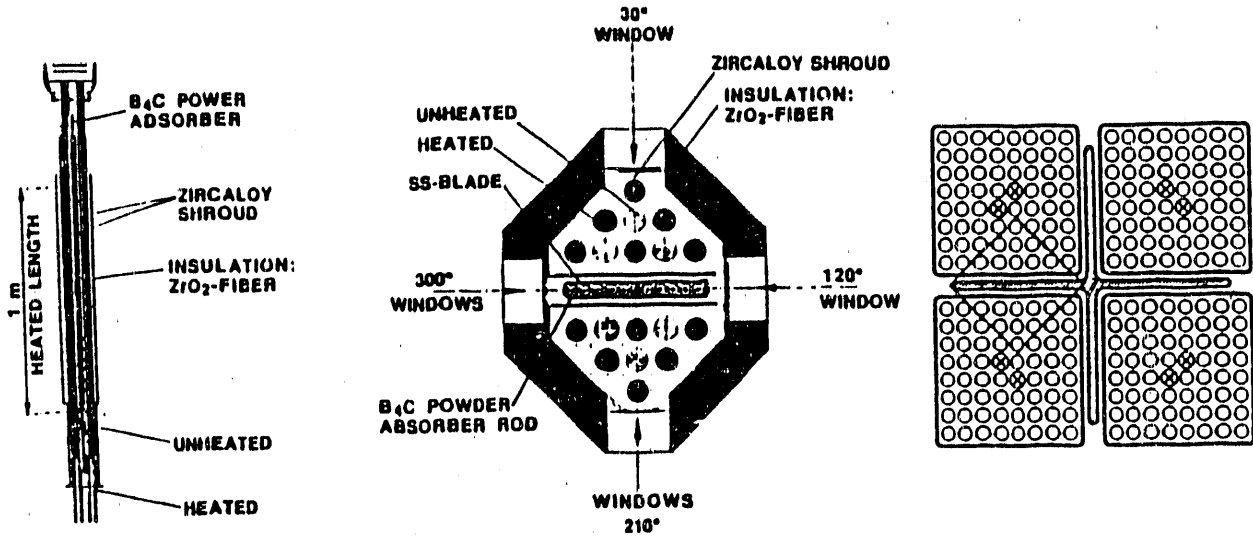 B₄C POWER
ADSORBER
ZIRCALOY
SHROUD
INSULATION:
ZrO₂-FIBER
1 m
HEATED LENGTH
UNHEATED
HEATED
30°
WINDOW
ZIRCALOY SHROUD
INSULATION:
ZrO₂-FIBER
UNHEATED
HEATED
SS-BLADE
300°
WINDOWS
120°
WINDOW
B₄C POWDER
ABSORBER ROD
WINDOWS
210°